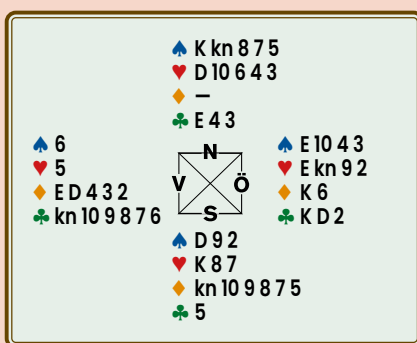 ♠ K kn 8 7 5
♥ D 10 6 4 3
♦ —
♣ E 4 3
♠ 6
♥ 5
♦ E D 4 3 2
♣ kn 10 9 8 7 6
N
V Ö
S
♠ E 10 4 3
♥ E kn 9 2
♦ K 6
♣ K D 2
♠ D 9 2
♥ K 8 7
♦ kn 10 9 8 7 5
♣ 5